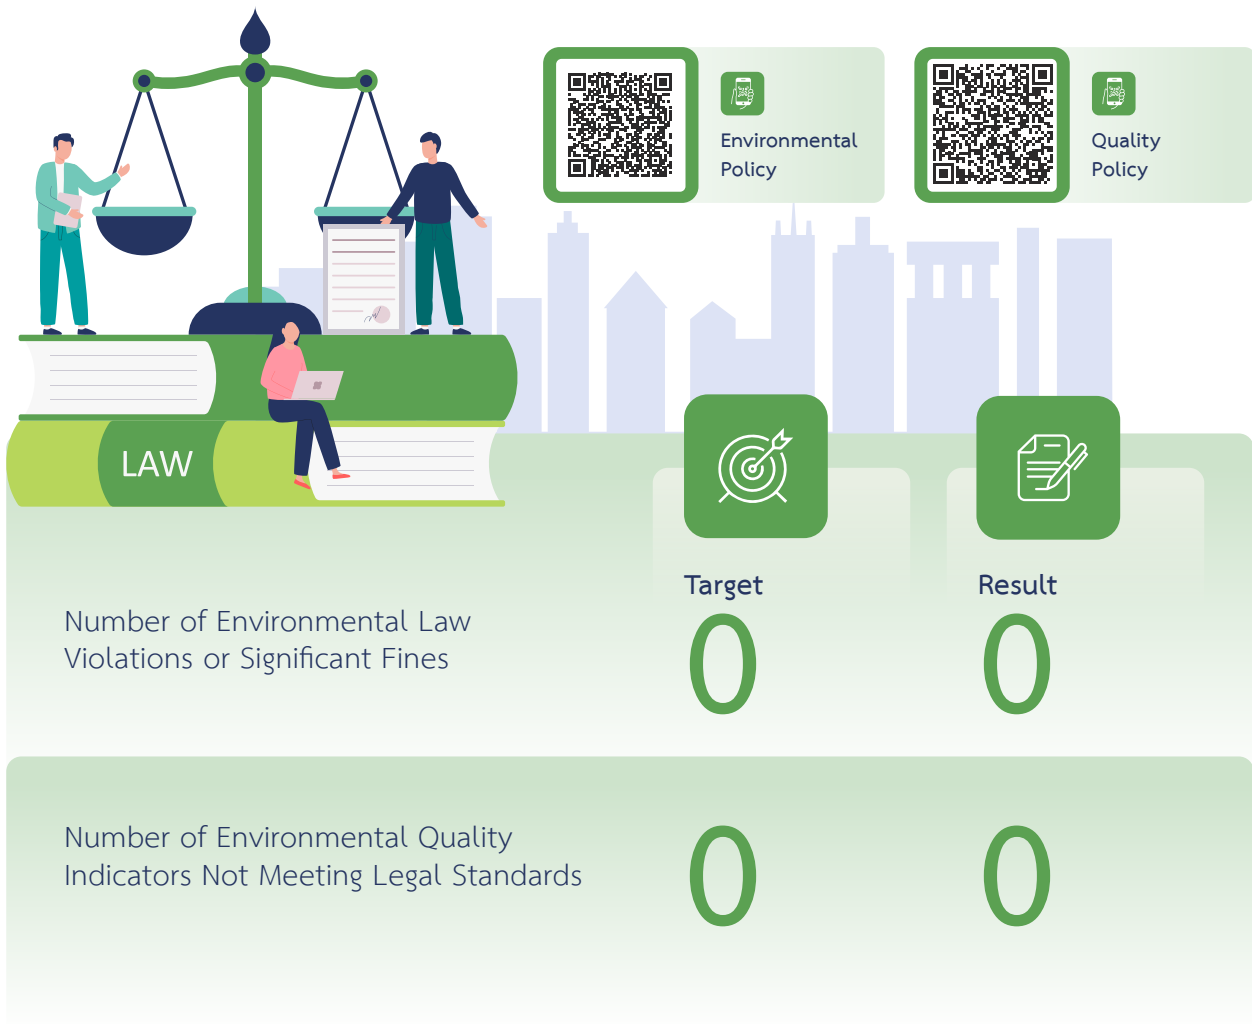 Environmental
Policy
Quality
Policy
LAW
Target
Result
Number of Environmental Law
Violations or Significant Fines
0
0
Number of Environmental Quality
Indicators Not Meeting Legal Standards
0
0